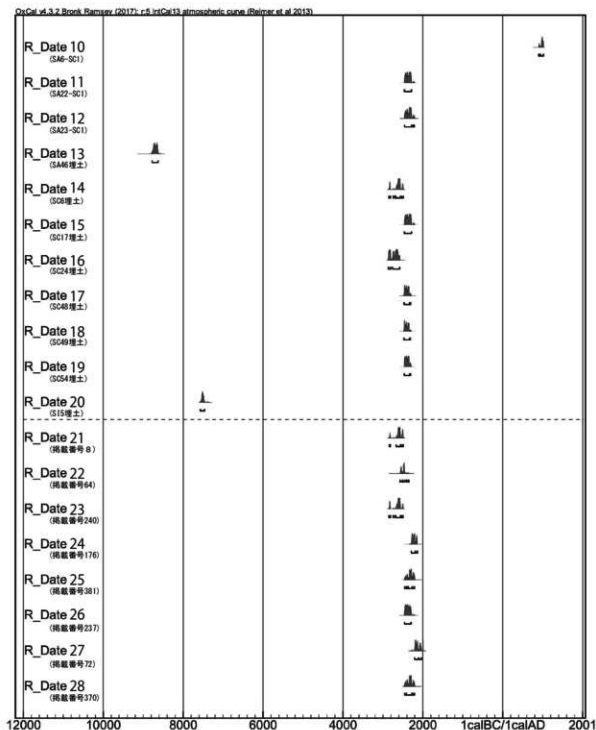 OxCal v4.3.2 Bronk Ramsey (2017); r:5 IntCal13 atmospheric curve (Reimer et al 2013)
R_Date 10
(SA6-SC1)
R_Date 11
(SA22-SC1)
R_Date 12
(SA23-SC1)
R_Date 13
(SA46埋土)
R_Date 14
(SC6埋土)
R_Date 15
(SC17埋土)
R_Date 16
(SC24埋土)
R_Date 17
(SC48埋土)
R_Date 18
(SC49埋土)
R_Date 19
(SC54埋土)
R_Date 20
(SI5埋土)
R_Date 21
(掲載番号8)
R_Date 22
(掲載番号64)
R_Date 23
(掲載番号240)
R_Date 24
(掲載番号176)
R_Date 25
(掲載番号381)
R_Date 26
(掲載番号237)
R_Date 27
(掲載番号72)
R_Date 28
(掲載番号370)
12000 10000 8000 6000 4000 2000 1calBC/1calAD 2001